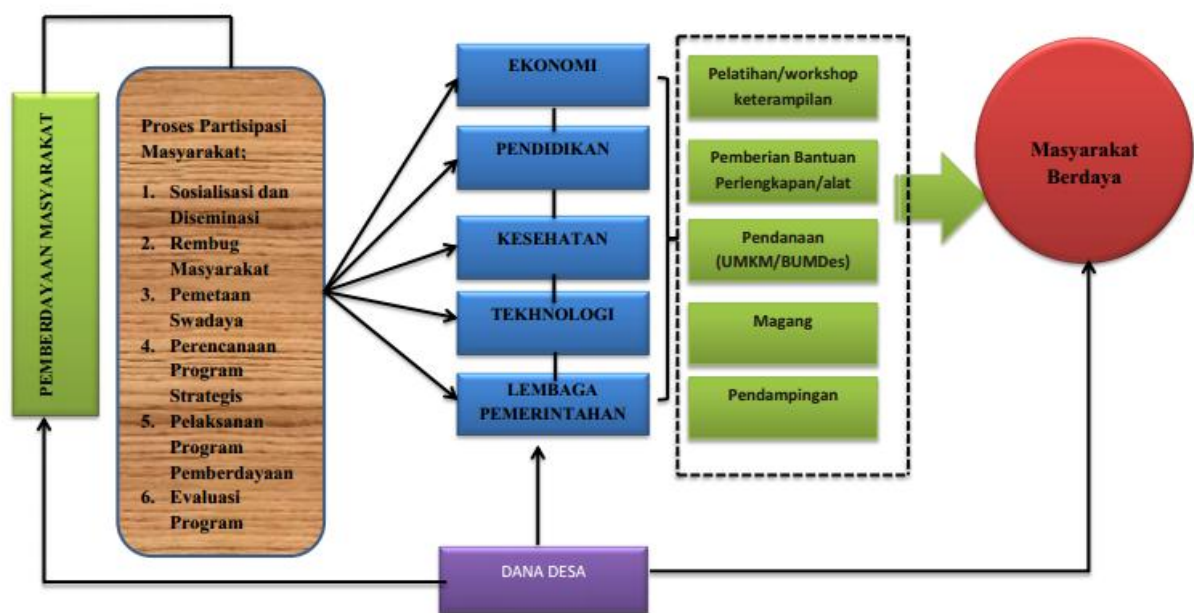 PEMBERDAYAAN MASYARAKAT
Proses Partisipasi
Masyarakat;
1. Sosialisasi dan
Diseminasi
2. Rembug
Masyarakat
3. Pemetaan
Swadaya
4. Perencanaan
Program
Strategis
5. Pelaksanan
Program
Pemberdayaan
6. Evaluasi
Program
EKONOMI
PENDIDIKAN
KESEHATAN
TEKHNOLOGI
LEMBAGA
PEMERINTAHAN
Pelatihan/workshop
keterampilan
Pemberian Bantuan
Perlengkapan/alat
Pendanaan
(UMKM/BUMDes)
Magang
Pendampingan
Masyarakat
Berdaya
DANA DESA